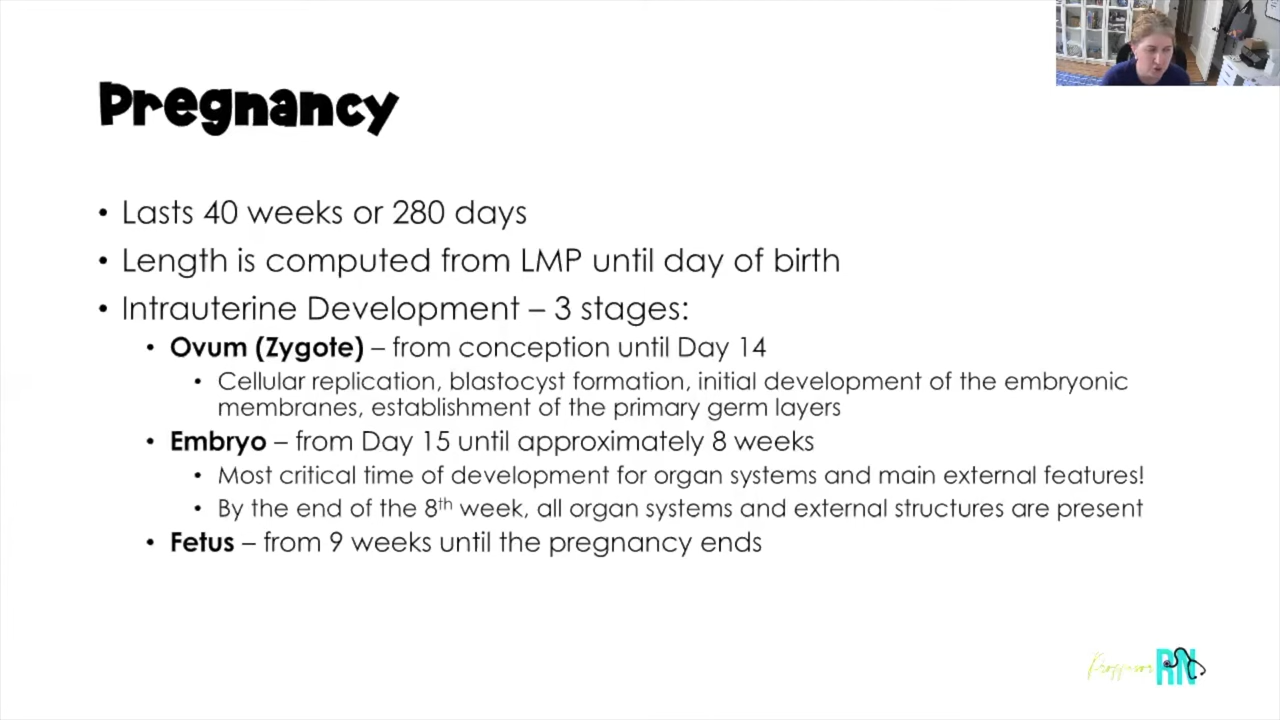 Pregnancy
• Lasts 40 weeks or 280 days
• Length is computed from LMP until day of birth
• Intrauterine Development – 3 stages:
• Ovum (Zygote) – from conception until Day 14
• Cellular replication, blastocyst formation, initial development of the embryonic
membranes, establishment of the primary germ layers
• Embryo – from Day 15 until approximately 8 weeks
• Most critical time of development for organ systems and main external features!
• By the end of the 8th week, all organ systems and external structures are present
• Fetus – from 9 weeks until the pregnancy ends
RN